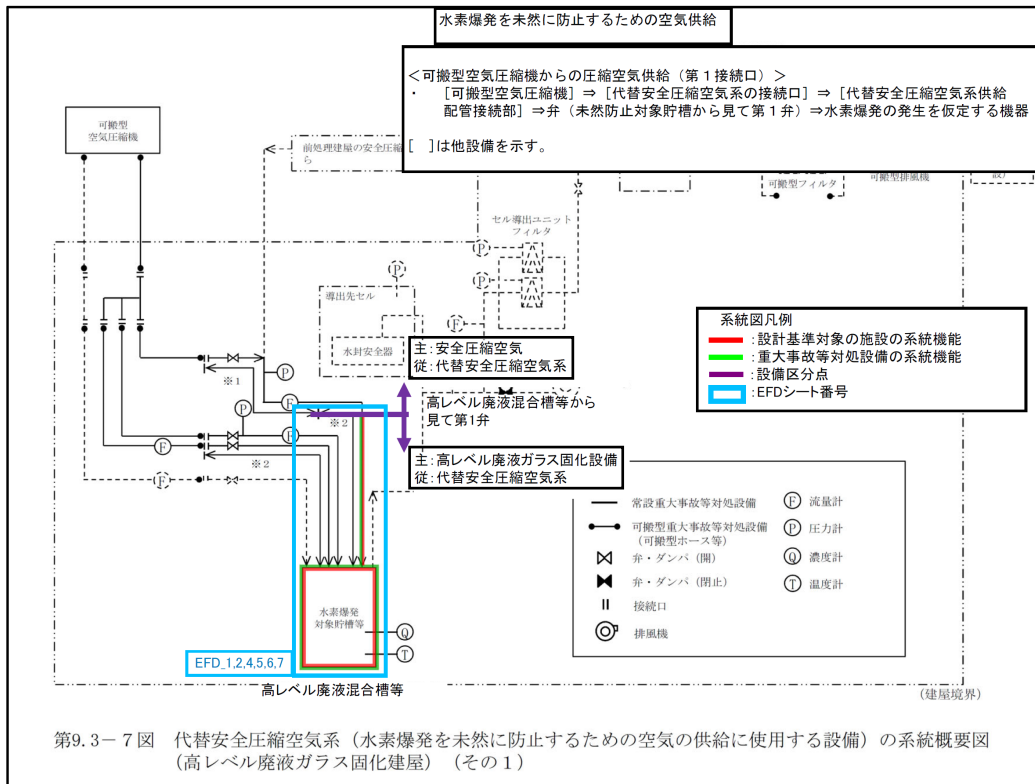 水素爆発を未然に防止するための空気供給
＜可搬型空気圧縮機からの圧縮空気供給（第１接続口）＞
・ ［可搬型空気圧縮機］⇒［代替安全圧縮空気系の接続口］⇒［代替安全圧縮空気系供給
配管接続部］⇒弁（未然防止対象貯槽から見て第１弁）⇒水素爆発の発生を仮定する機器
［ ］は他設備を示す。
可搬型
空気圧縮機
前処理建屋の安全圧縮
ら
可搬型フィルタ
可搬型排風機
設）
セル導出ユニット
フィルタ
P
P
P
F
導出先セル
水封安全器
系統図凡例
:設計基準対象の施設の系統機能
:重大事故等対処設備の系統機能
:設備区分点
:EFDシート番号
主:安全圧縮空気
従:代替安全圧縮空気系
※１
P
高レベル廃液混合槽等から
見て第1弁
F
P
※２
F
F
※２
F
主:高レベル廃液ガラス固化設備
従:代替安全圧縮空気系
常設重大事故等対処設備
F 流量計
可搬型重大事故等対処設備
（可搬型ホース等）
P 圧力計
弁・ダンパ（開）
Q 濃度計
弁・ダンパ（閉止）
T 温度計
接続口
排風機
水素爆発
対象貯槽等
Q
T
EFD_1,2,4,5,6,7
高レベル廃液混合槽等
（建屋境界）
第9.3－７図 代替安全圧縮空気系（水素爆発を未然に防止するための空気の供給に使用する設備）の系統概要図
（高レベル廃液ガラス固化建屋）（その１）